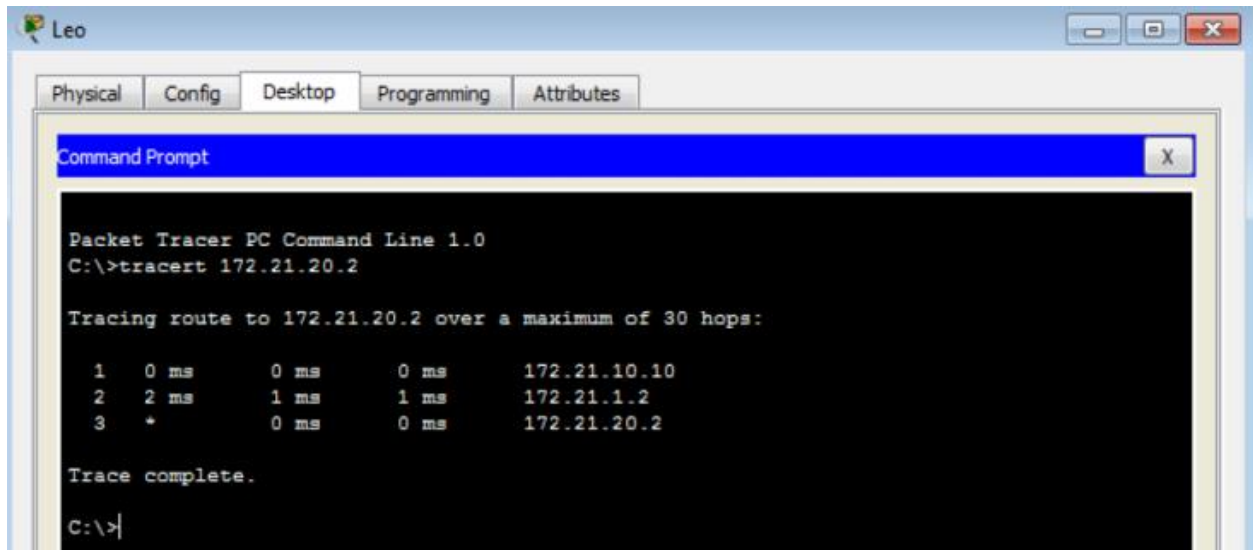 Leo
Physical Config Desktop Programming Attributes
Command Prompt X
Packet Tracer PC Command Line 1.0
C:\>tracert 172.21.20.2
Tracing route to 172.21.20.2 over a maximum of 30 hops:
1 0 ms 0 ms 0 ms 172.21.10.10
2 2 ms 1 ms 1 ms 172.21.1.2
3 * 0 ms 0 ms 172.21.20.2
Trace complete.
C:\>